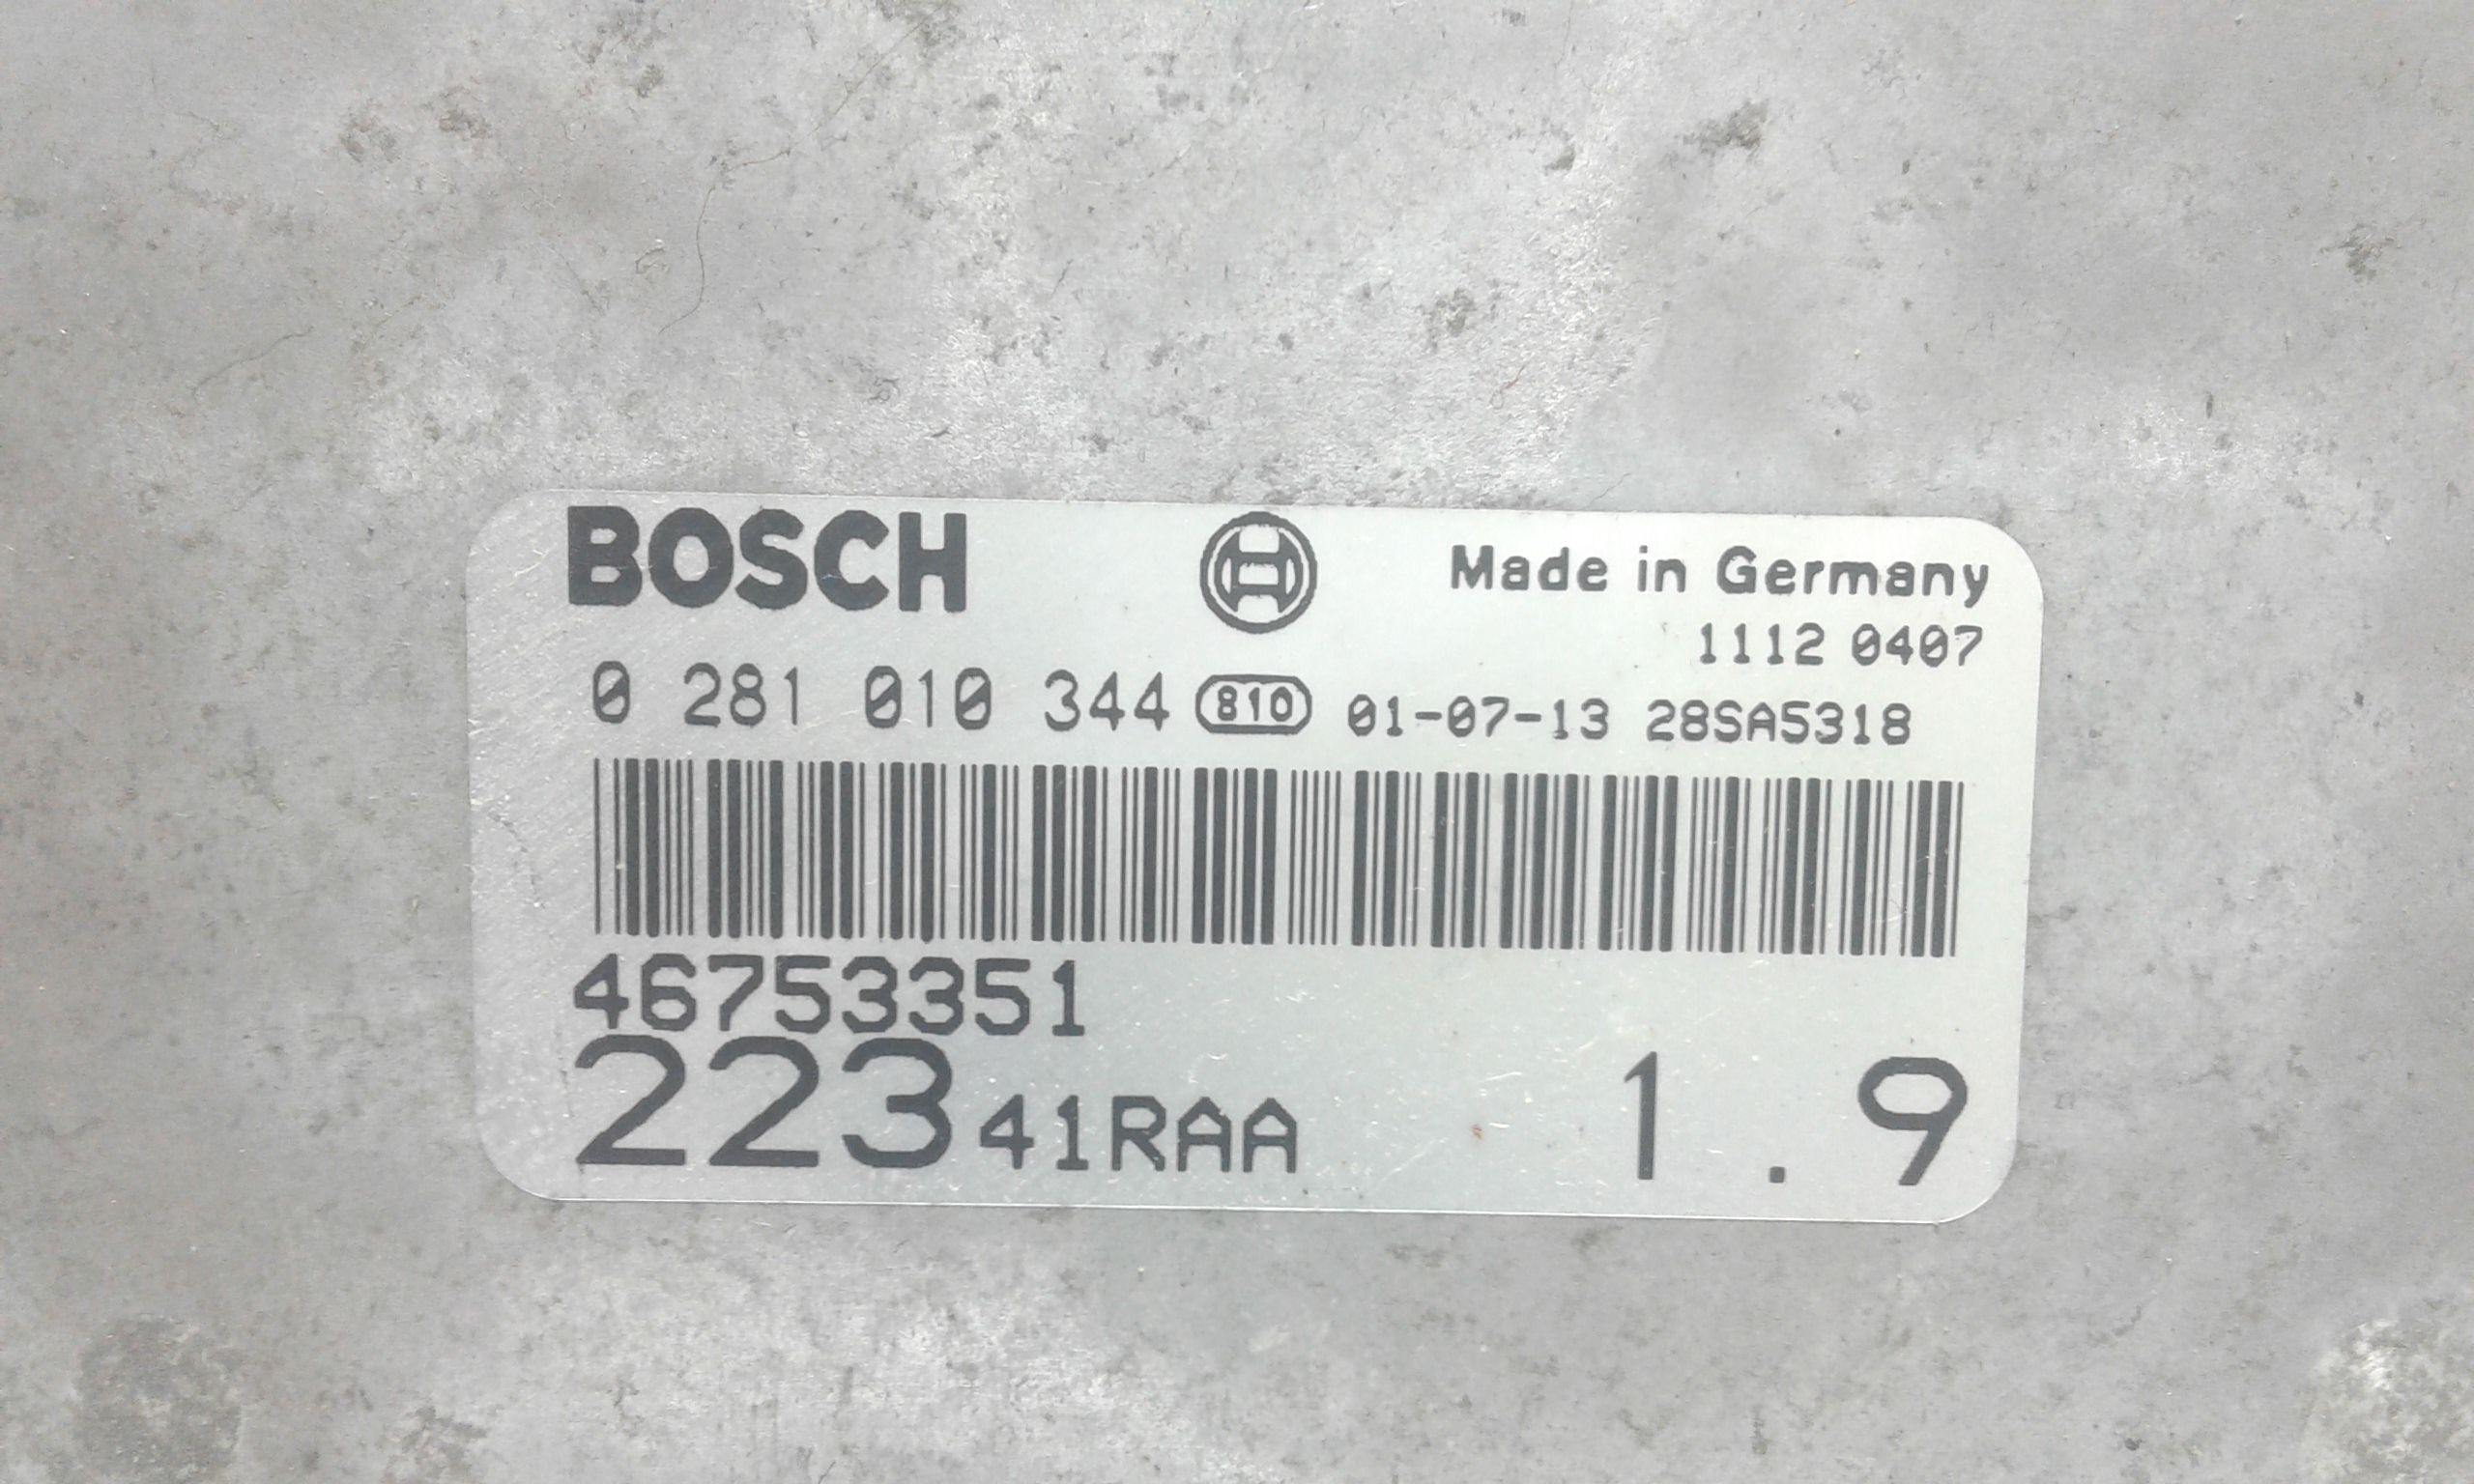 BOSCH Made in Germany
1112 0407
0 281 010 344 810 01-07-13 28SA5318
46753351
223 41RAA 1.9